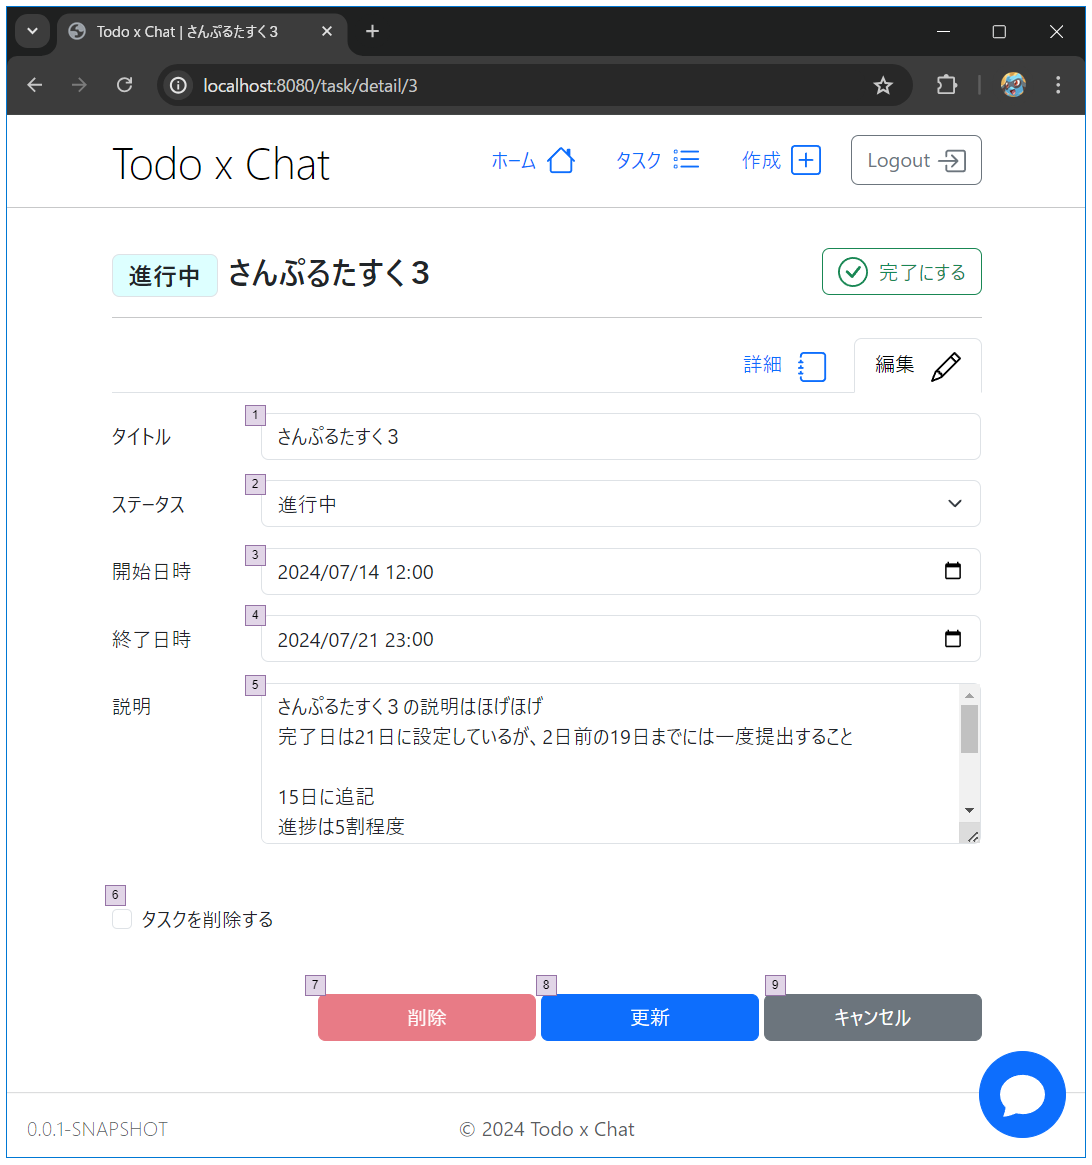 Todo x Chat | さんぷるたすく3
localhost:8080/task/detail/3
Todo x Chat
ホーム
タスク
作成
Logout
進行中 さんぷるたすく3
完了にする
詳細
編集
1
タイトル さんぷるたすく3
2
ステータス 進行中
3
開始日時 2024/07/14 12:00
4
終了日時 2024/07/21 23:00
5
説明 さんぷるたすく3の説明はほげほげ
完了日は21日に設定しているが、2日前の19日までには一度提出すること
15日に追記
進捗は5割程度
6
タスクを削除する
7 8 9
削除 更新 キャンセル
0.0.1-SNAPSHOT © 2024 Todo x Chat